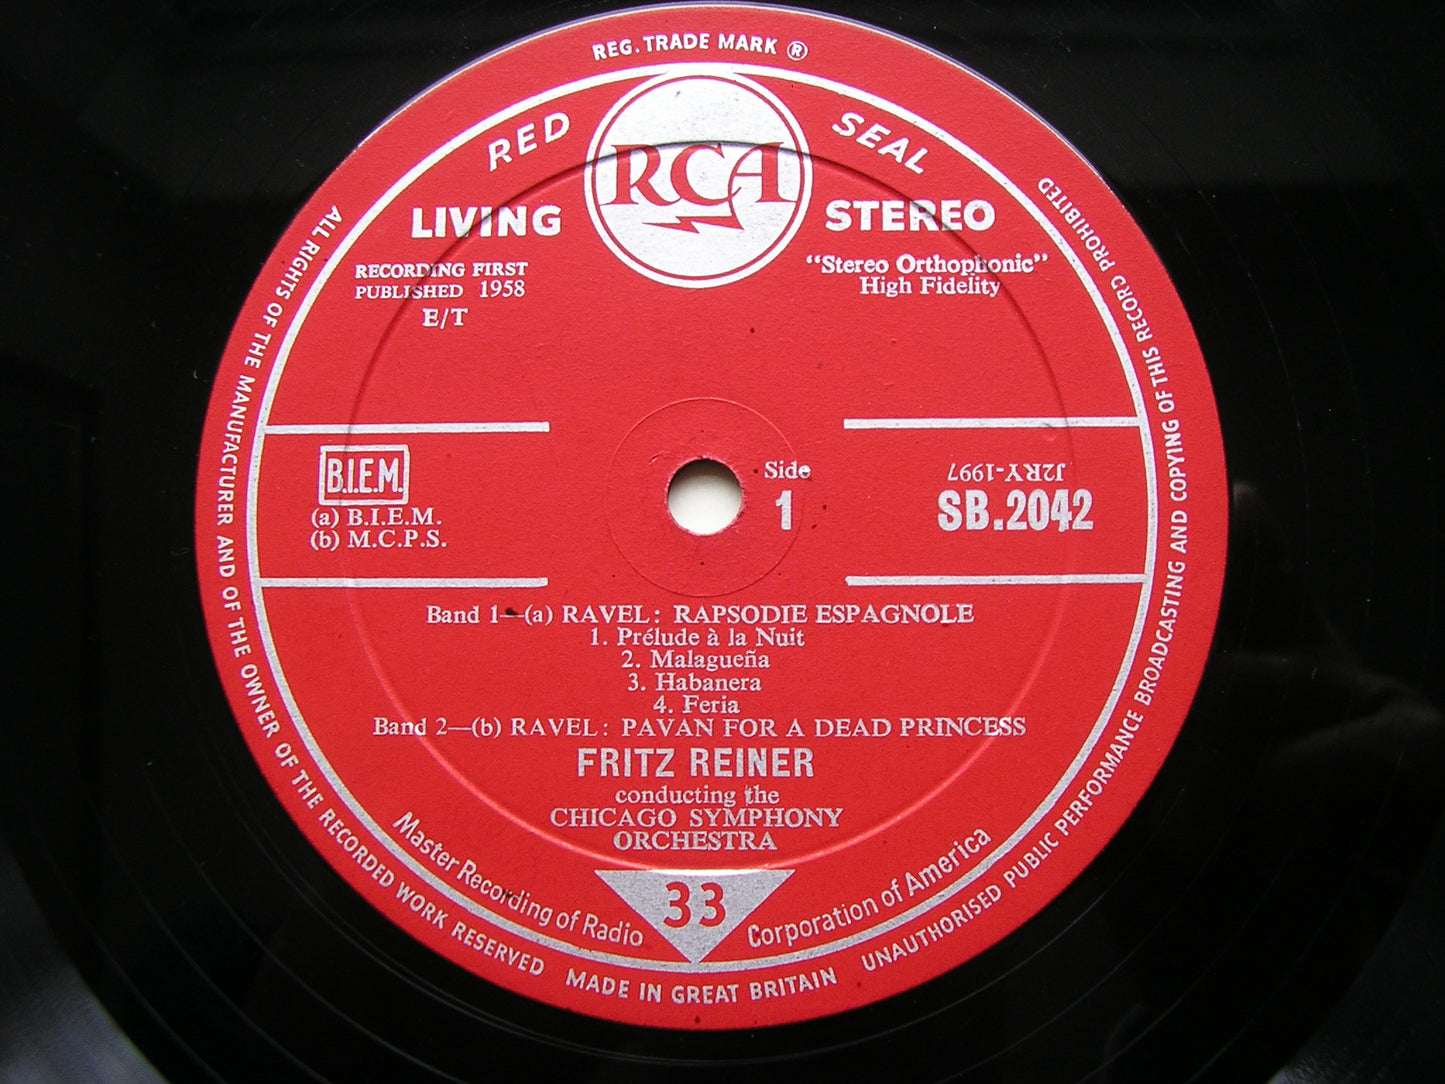 REG. TRADE MARK ®
RED SEAL
RCA
LIVING STEREO
RECORDING FIRST
PUBLISHED 1958
E/T
"Stereo Orthophonic"
High Fidelity
B.I.E.M.
(a) B.I.E.M.
(b) M.C.P.S.
Side
1
J2RY-1997
SB.2042
Band 1—(a) RAVEL: RAPSODIE ESPAGNOLE
1. Prélude à la Nuit
2. Malagueña
3. Habanera
4. Feria
Band 2—(b) RAVEL: PAVAN FOR A DEAD PRINCESS
FRITZ REINER
conducting the
CHICAGO SYMPHONY
ORCHESTRA
33
Master Recording of Radio Corporation of America
ALL RIGHTS OF THE MANUFACTURER AND OF THE OWNER OF THE RECORDED WORK RESERVED
MADE IN GREAT BRITAIN
UNAUTHORISED PUBLIC PERFORMANCE BROADCASTING AND COPYING OF THIS RECORD PROHIBITED